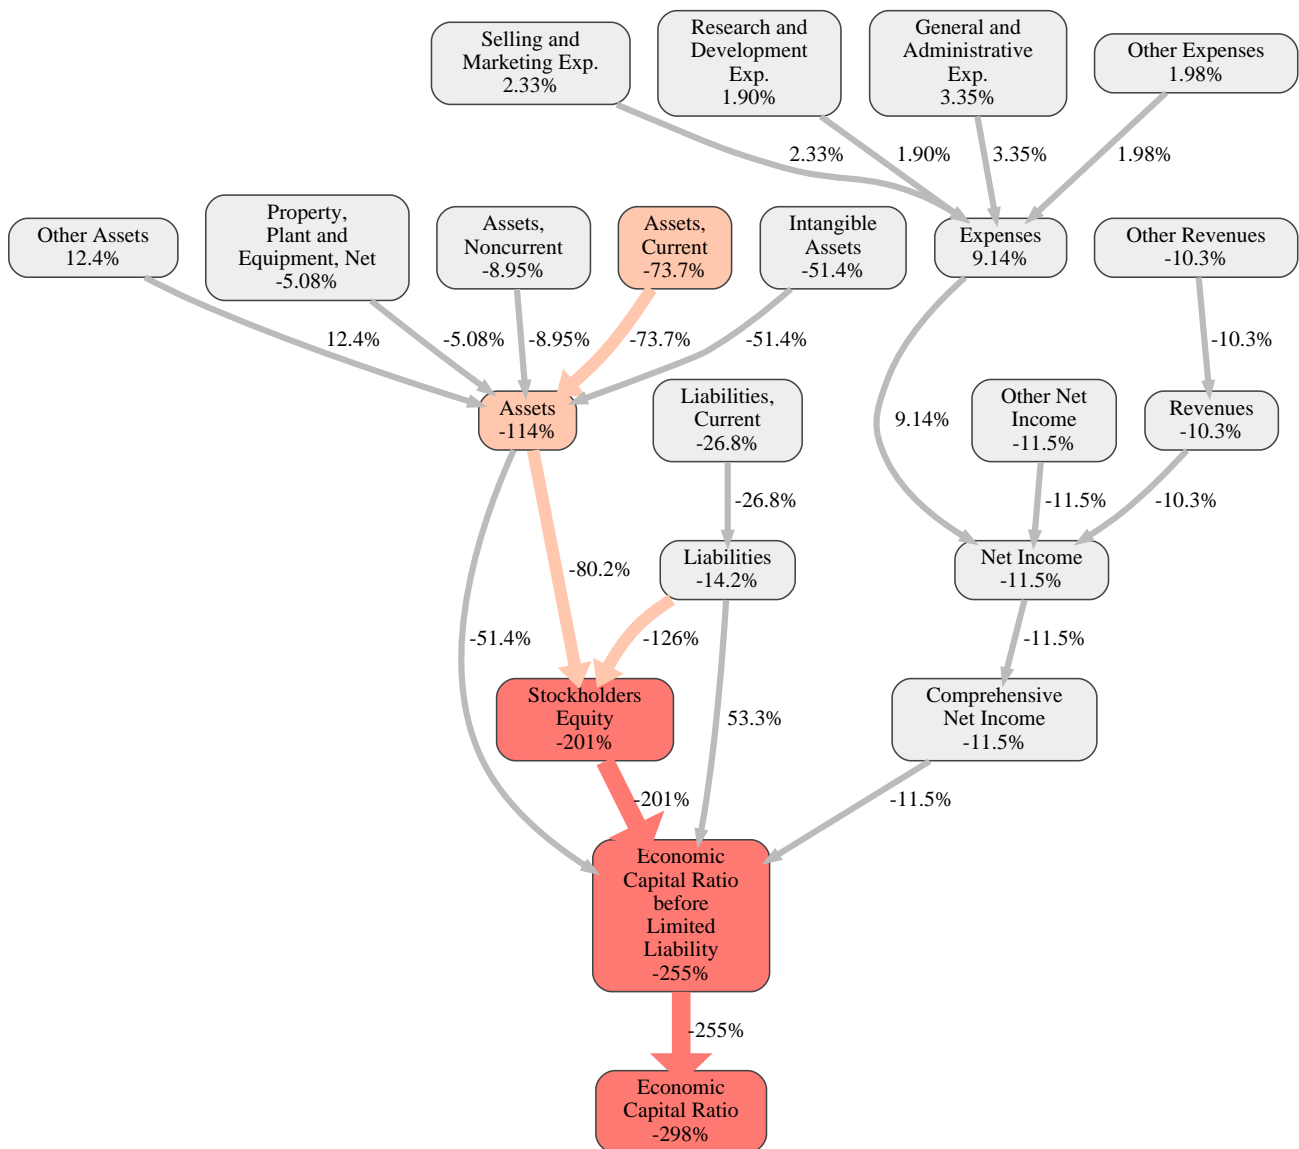 Selling and
Marketing Exp.
2.33%
Research and
Development
Exp.
1.90%
General and
Administrative
Exp.
3.35%
Other Expenses
1.98%
2.33%
1.90%
3.35%
1.98%
Other Assets
12.4%
Property,
Plant and
Equipment, Net
-5.08%
Assets,
Noncurrent
-8.95%
Assets,
Current
-73.7%
Intangible
Assets
-51.4%
Expenses
9.14%
Other Revenues
-10.3%
12.4%
-5.08%
-8.95%
-73.7%
-51.4%
-10.3%
Assets
-114%
Liabilities,
Current
-26.8%
9.14%
Other Net
Income
-11.5%
Revenues
-10.3%
-26.8%
-11.5%
-10.3%
-80.2%
Liabilities
-14.2%
Net Income
-11.5%
-51.4%
-126%
-11.5%
Stockholders
Equity
-201%
53.3%
Comprehensive
Net Income
-11.5%
-201%
-11.5%
Economic
Capital Ratio
before
Limited
Liability
-255%
-255%
Economic
Capital Ratio
-298%